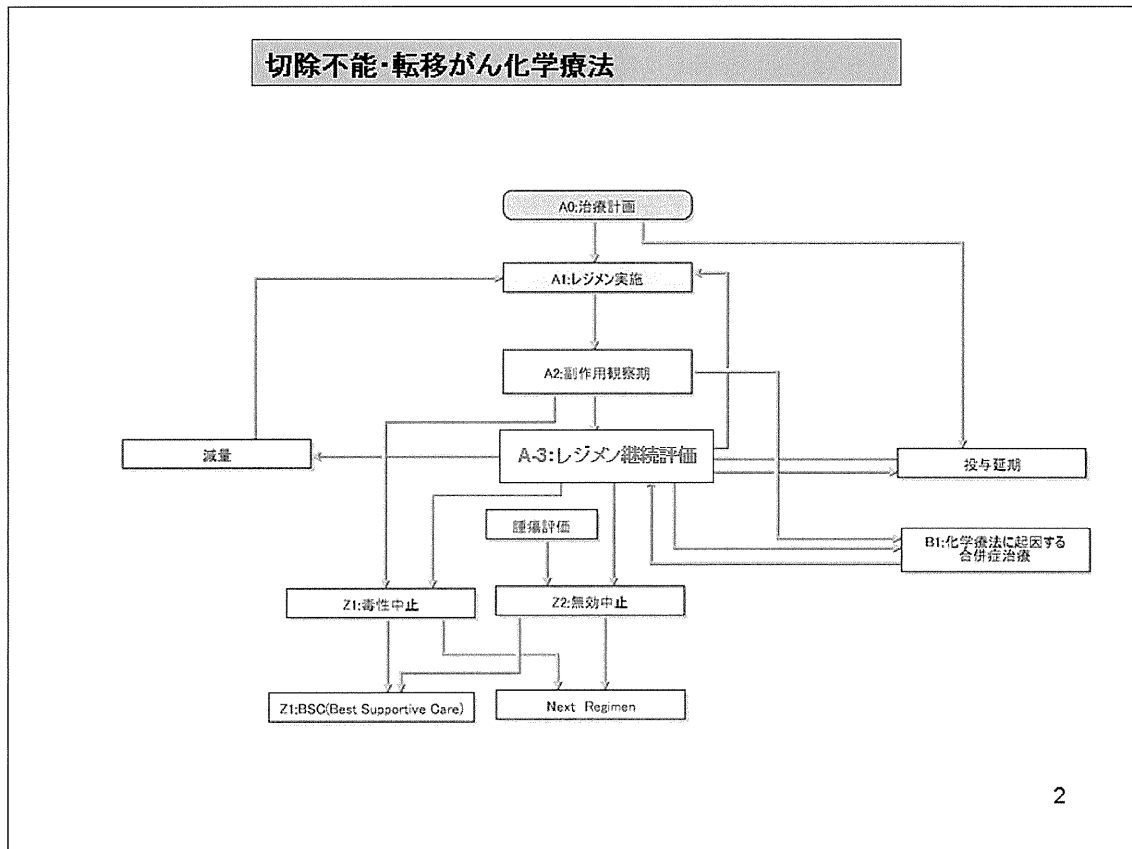 切除不能・転移がん化学療法
A0:治療計画
A1:レジメン実施
A2:副作用観察期
減量
A-3:レジメン継続評価
投与延期
腫瘍評価
B1:化学療法に起因する
合併症治療
Z1:毒性中止
Z2:無効中止
Z1:BSC(Best Supportive Care)
Next Regimen
2